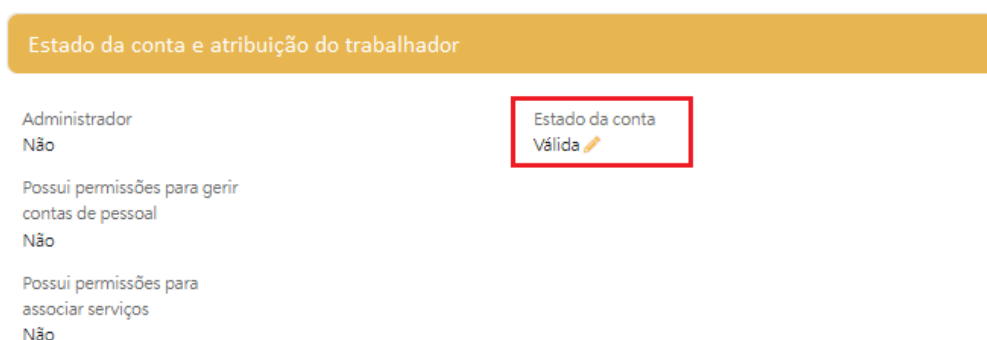 Estado da conta e atribuição do trabalhador
Administrador
Não
Estado da conta
Válida
Possui permissões para gerir
contas de pessoal
Não
Possui permissões para
associar serviços
Não